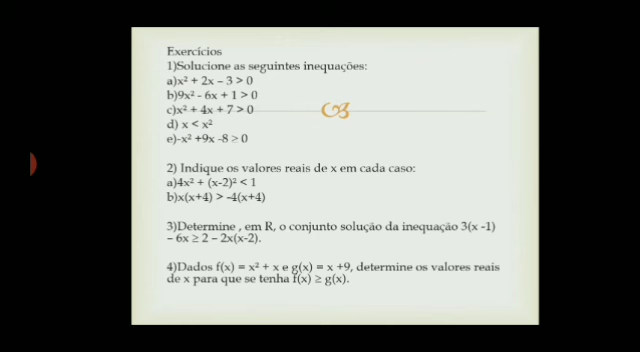 Exercícios
1)Solucione as seguintes inequações:
a)x² + 2x – 3 > 0
b)9x² - 6x + 1 > 0
c)x² + 4x + 7 > 0
d) x < x²
e)-x² +9x -8 > 0
2) Indique os valores reais de x em cada caso:
a)4x² + (x-2)² < 1
b)x(x+4) > -4(x+4)
3)Determine , em R, o conjunto solução da inequação 3(x -1)
– 6x ≥ 2 – 2x(x-2).
4)Dados f(x) = x² + x e g(x) = x +9, determine os valores reais
de x para que se tenha f(x) ≥ g(x).